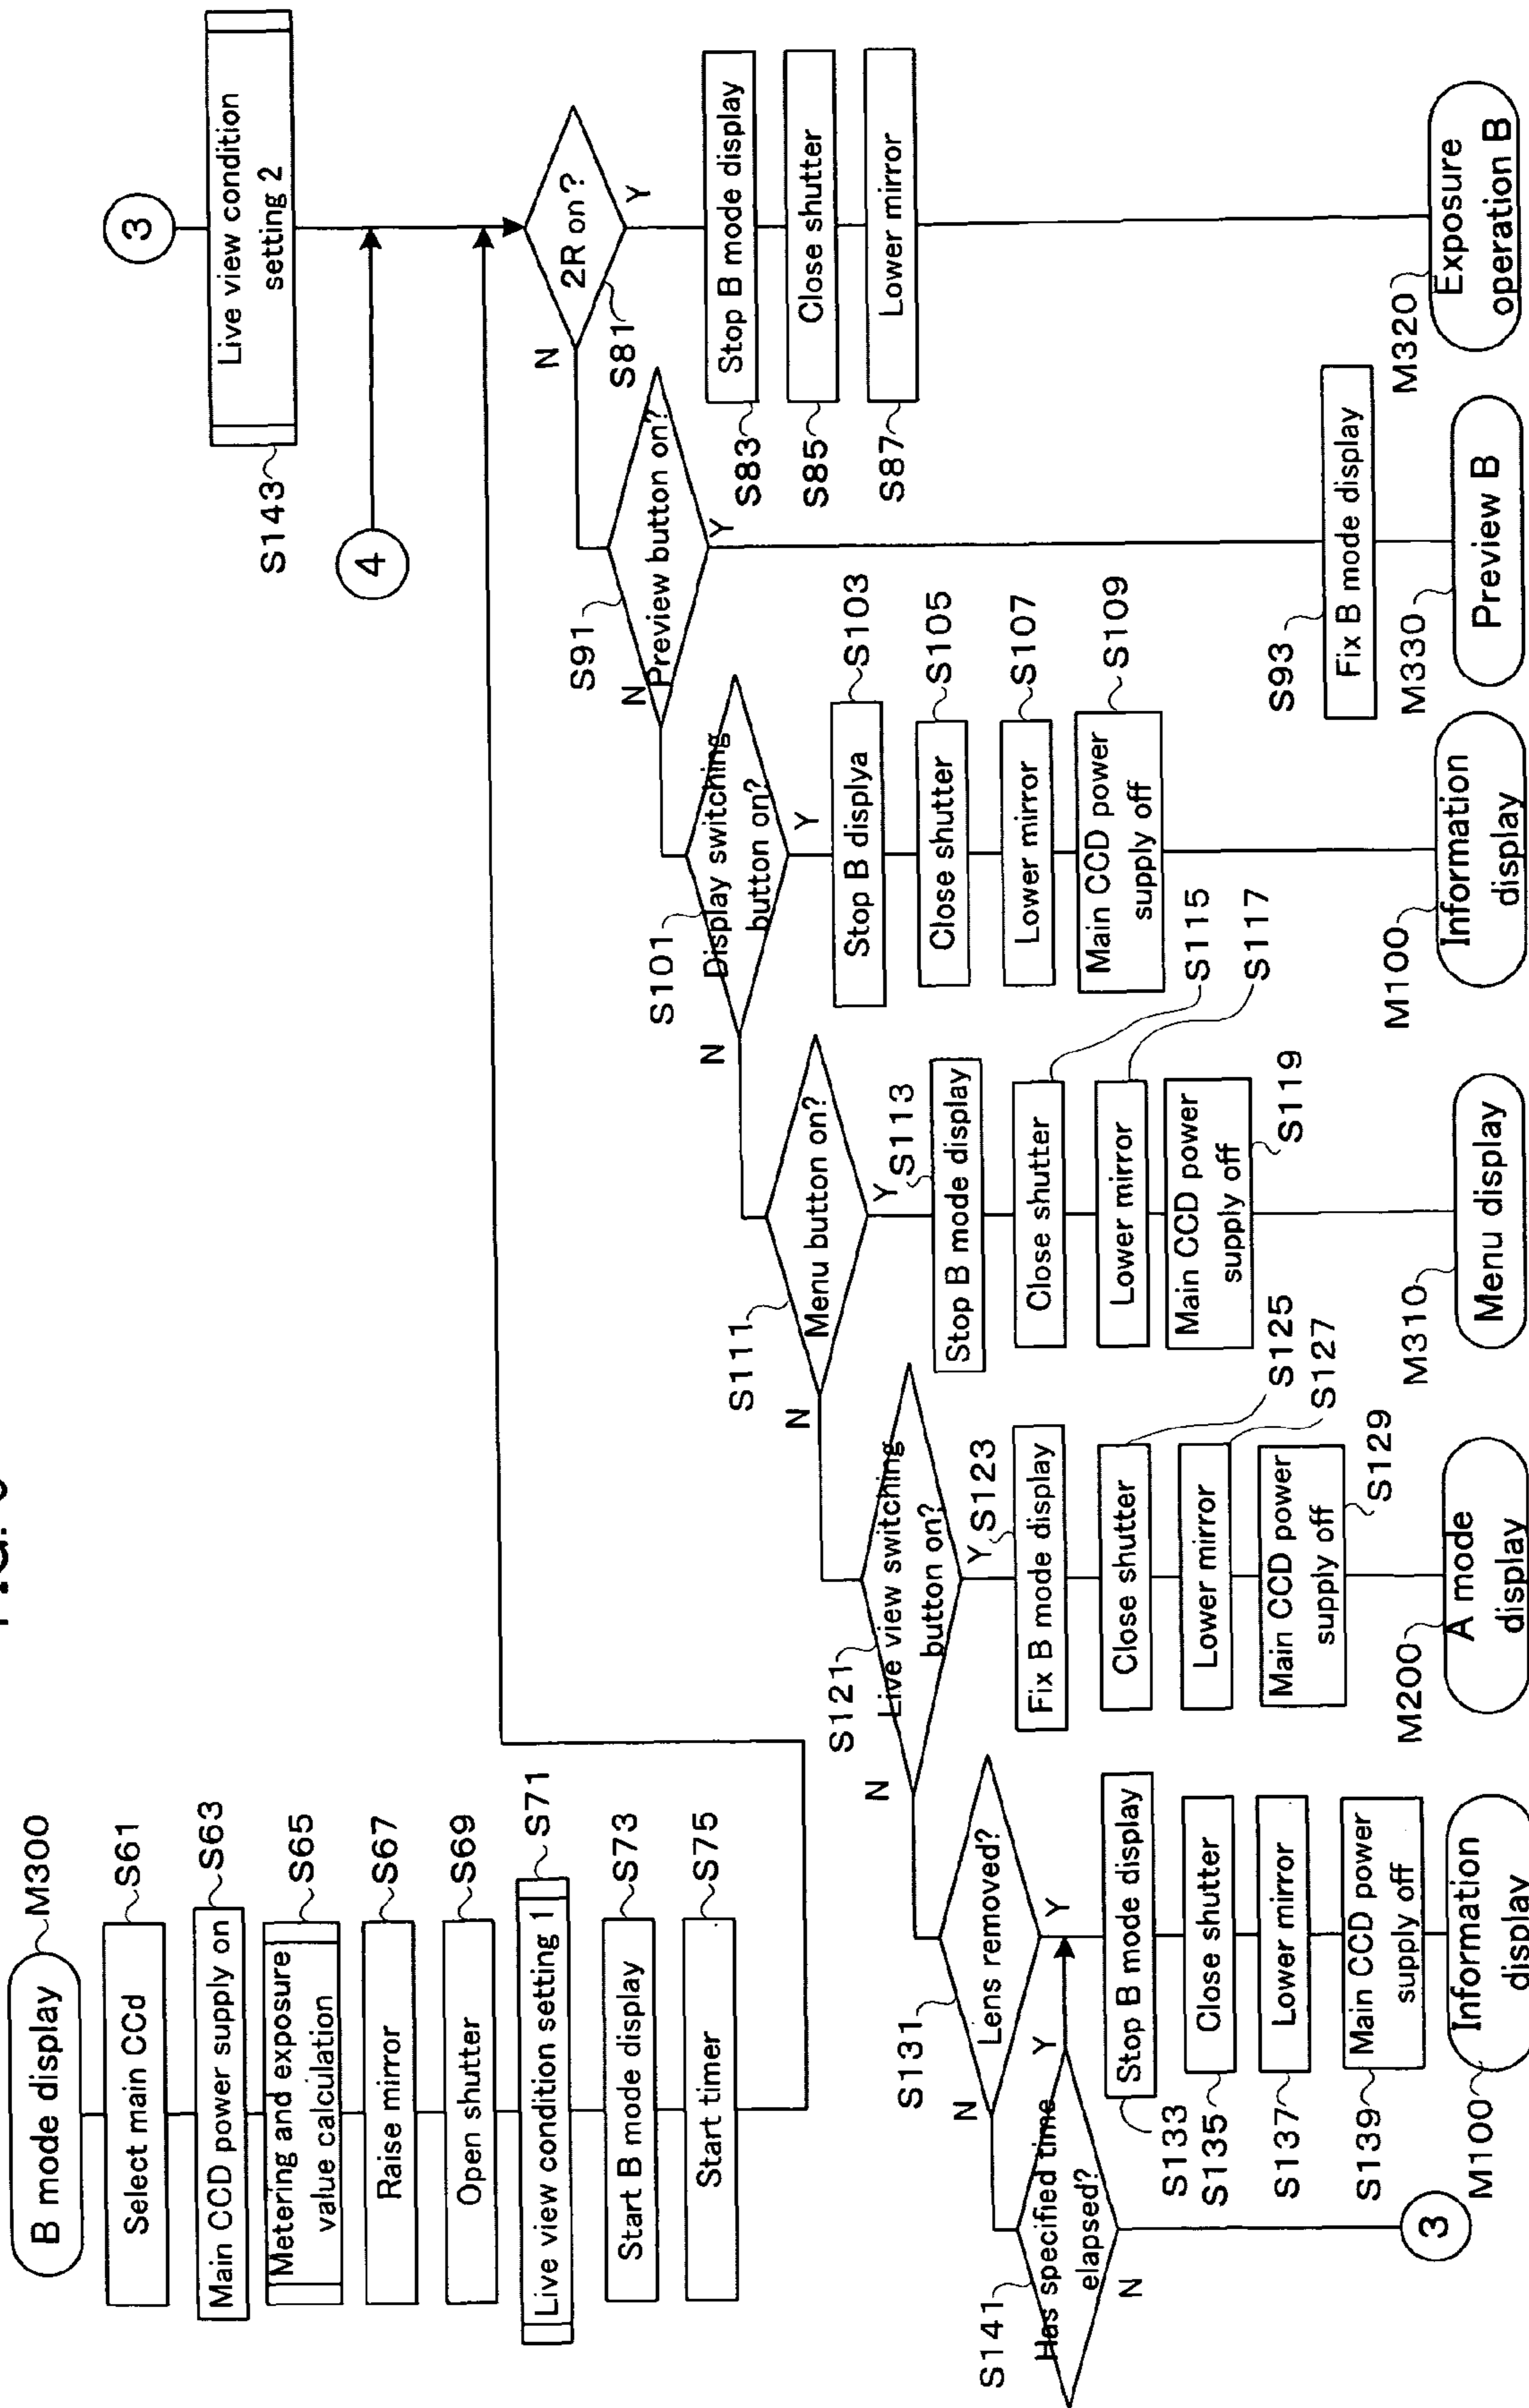 B mode display
M300
Select main CCd
S61
Main CCD power supply on
S63
Metering and exposure
value calculation
S65
Raise mirror
S67
Open shutter
S69
Live view condition setting 1
S71
Start B mode display
S73
Start timer
S75
3
Live view condition
setting 2
S143
4
2R on?
S81
N
Y
Stop B mode display
S83
Close shutter
S85
Lower mirror
S87
M320
Exposure
operation B
Preview button on?
S91
N
Y
Fix B mode display
S93
M330
Preview B
Display switching
button on?
S101
N
Y
Stop B displya
S103
Close shutter
S105
Lower mirror
S107
Main CCD power
supply off
S109
M100
Information
display
Menu button on?
S111
N
Y
Stop B mode display
S113
Close shutter
S115
Lower mirror
S117
Main CCD power
supply off
S119
M310
Menu display
Live view switching
button on?
S121
N
Y
Fix B mode display
S123
Close shutter
S125
Lower mirror
S127
Main CCD power
supply off
S129
M200
A mode
display
Lens removed?
S131
N
Y
Stop B mode display
S133
Close shutter
S135
Lower mirror
S137
Main CCD power
supply off
S139
M100
Information
display
Has specified time
elapsed?
S141
Y
N
3